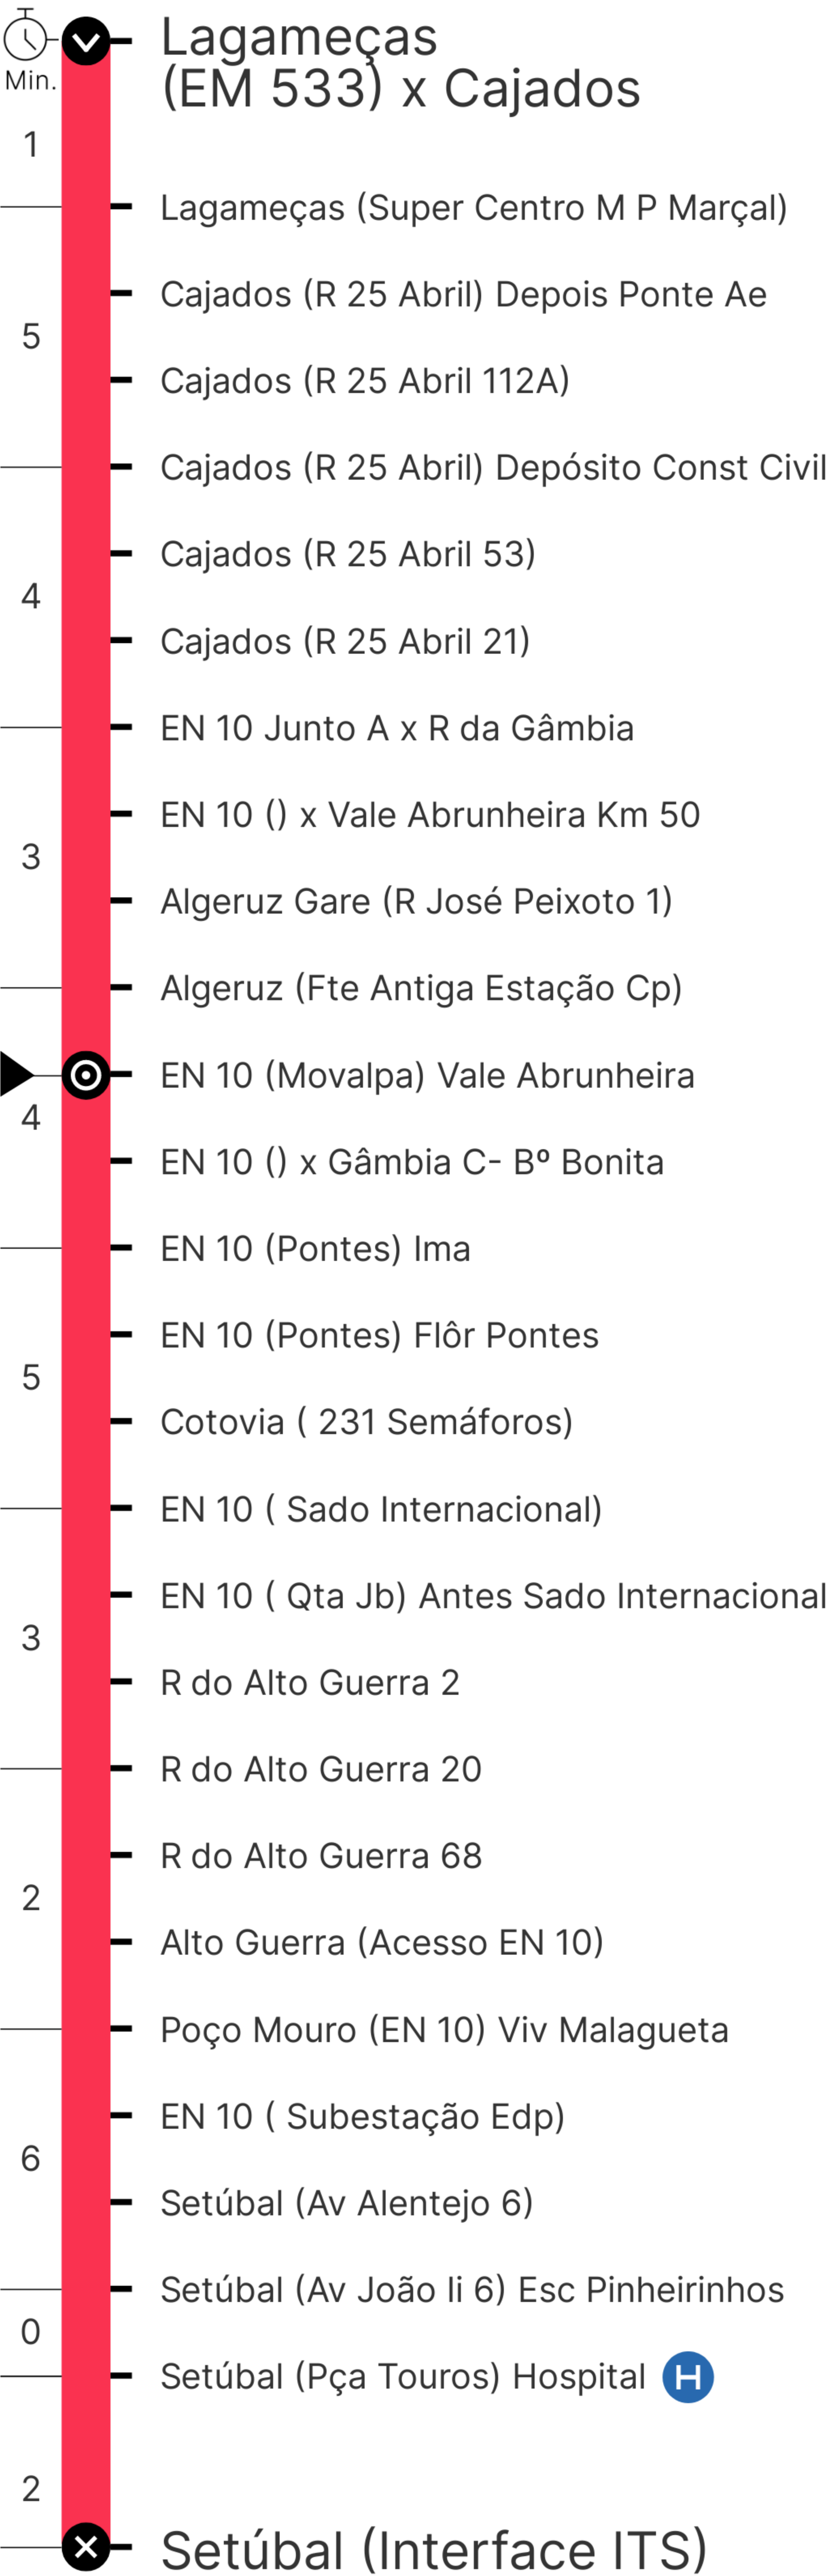 Lagameças
(EM 533) x Cajados
Min.
1
Lagameças (Super Centro M P Marçal)
Cajados (R 25 Abril) Depois Ponte Ae
5
Cajados (R 25 Abril 112A)
Cajados (R 25 Abril) Depósito Const Civil
Cajados (R 25 Abril 53)
4
Cajados (R 25 Abril 21)
EN 10 Junto A x R da Gâmbia
EN 10 () x Vale Abrunheira Km 50
3
Algeruz Gare (R José Peixoto 1)
Algeruz (Fte Antiga Estação Cp)
EN 10 (Movalpa) Vale Abrunheira
4
EN 10 () x Gâmbia C- Bº Bonita
EN 10 (Pontes) Ima
EN 10 (Pontes) Flôr Pontes
5
Cotovia ( 231 Semáforos)
EN 10 ( Sado Internacional)
EN 10 ( Qta Jb) Antes Sado Internacional
3
R do Alto Guerra 2
R do Alto Guerra 20
R do Alto Guerra 68
2
Alto Guerra (Acesso EN 10)
Poço Mouro (EN 10) Viv Malagueta
EN 10 ( Subestação Edp)
6
Setúbal (Av Alentejo 6)
Setúbal (Av João Ii 6) Esc Pinheirinhos
0
Setúbal (Pça Touros) Hospital H
2
Setúbal (Interface ITS)